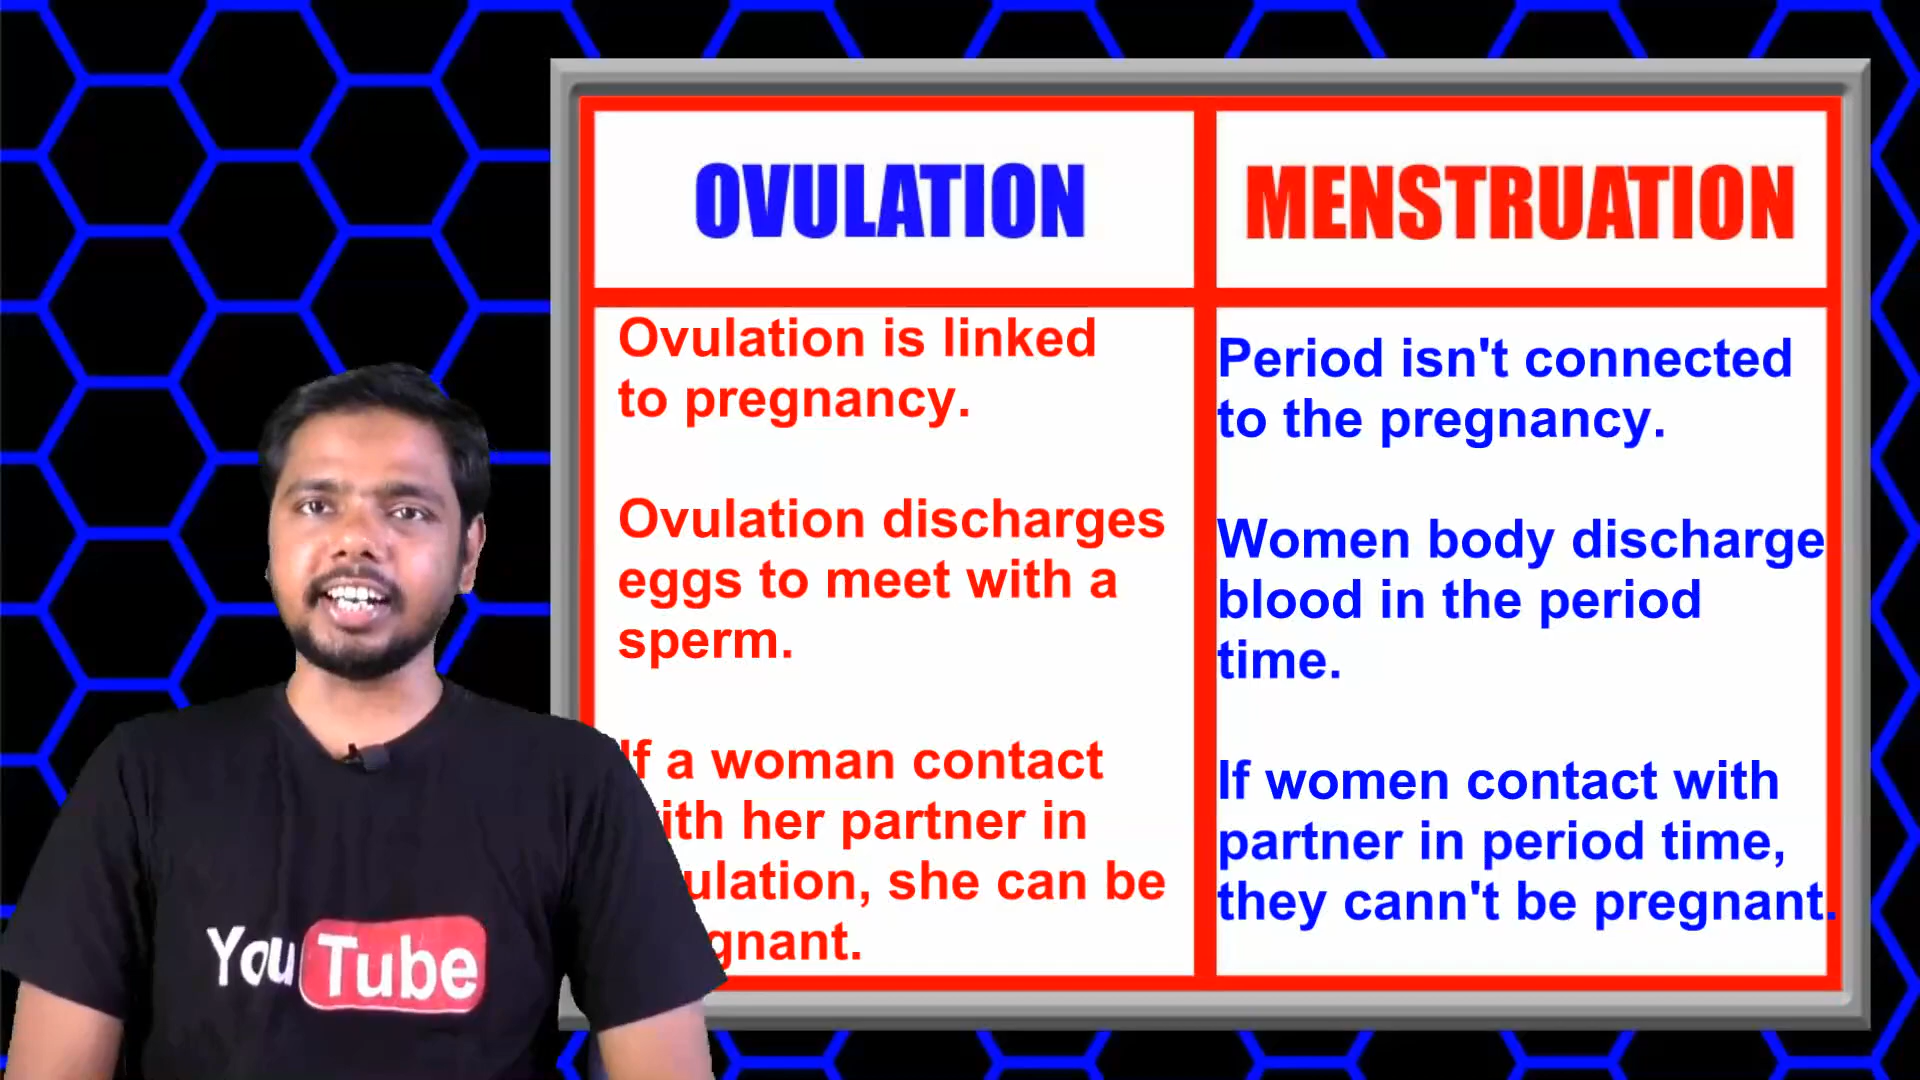 OVULATION
MENSTRUATION
Ovulation is linked
to pregnancy.
Ovulation discharges
eggs to meet with a
sperm.
a woman contact
her partner in
she can be
Period isn't connected
to the pregnancy.
Women body discharge
blood in the period
time.
If women contact with
partner in period time,
they cann't be pregnant.
YouTube